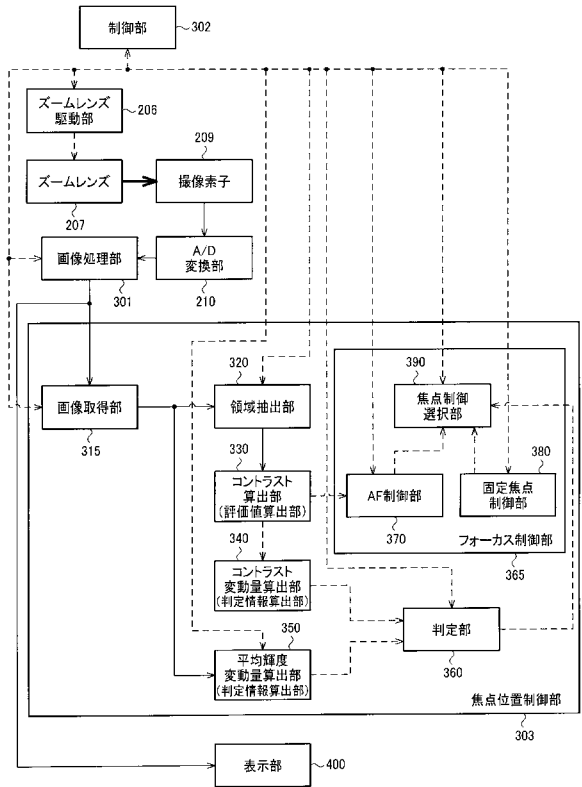 制御部
302
ズームレンズ
駆動部
206
209
ズームレンズ
撮像素子
207
画像処理部
A/D
変換部
301
210
320
390
画像取得部
領域抽出部
焦点制御
選択部
315
330
380
コントラスト
算出部
(評価値算出部)
AF制御部
固定焦点
制御部
370
340
フォーカス制御部
365
コントラスト
変動量算出部
(判定情報算出部)
350
判定部
平均輝度
変動量算出部
(判定情報算出部)
360
焦点位置制御部
303
表示部
400